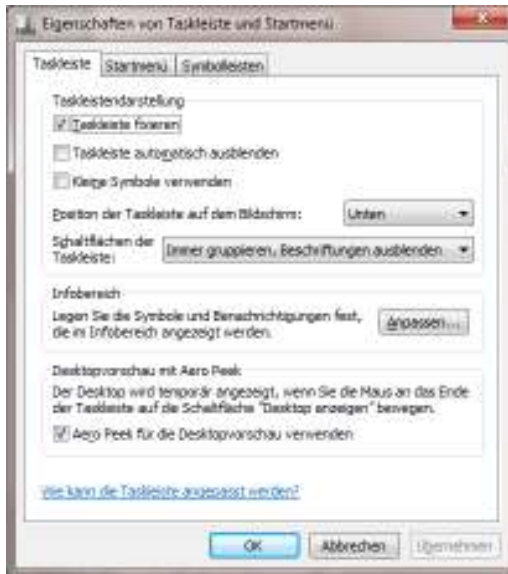 Eigenschaften von Taskleiste und Startmenü
Taskleiste Startmenü Symbolleisten
Taskleistendarstellung
Taskleiste fixieren
Taskleiste automatisch ausblenden
Kleine Symbole verwenden
Position der Taskleiste auf dem Bildschirm: Unten
Schaltflächen der
Taskleiste: Immer gruppieren, Beschriftungen ausblenden
Infobereich
Legen Sie die Symbole und Benachrichtigungen fest,
die im Infobereich angezeigt werden.
Anpassen...
Desktopvorschau mit Aero Peek
Der Desktop wird temporär angezeigt, wenn Sie die Maus an das Ende
der Taskleiste auf die Schaltfläche "Desktop anzeigen" bewegen.
Aero Peek für die Desktopvorschau verwenden
Wie kann die Taskleiste angepasst werden?
OK Abbrechen Übernehmen